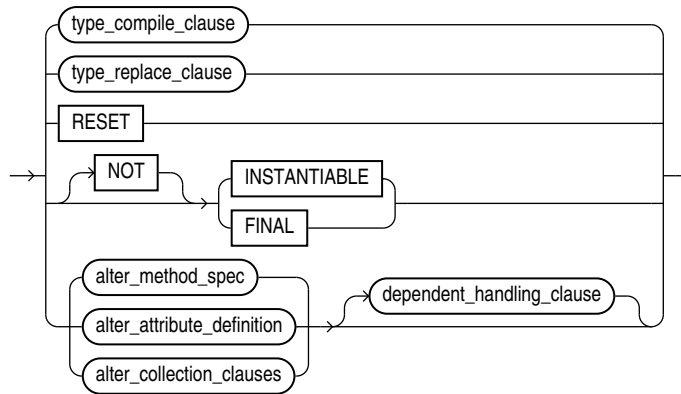 type_compile_clause
type_replace_clause
RESET
NOT
INSTANTIABLE
FINAL
alter_method_spec
dependent_handling_clause
alter_attribute_definition
alter_collection_clauses